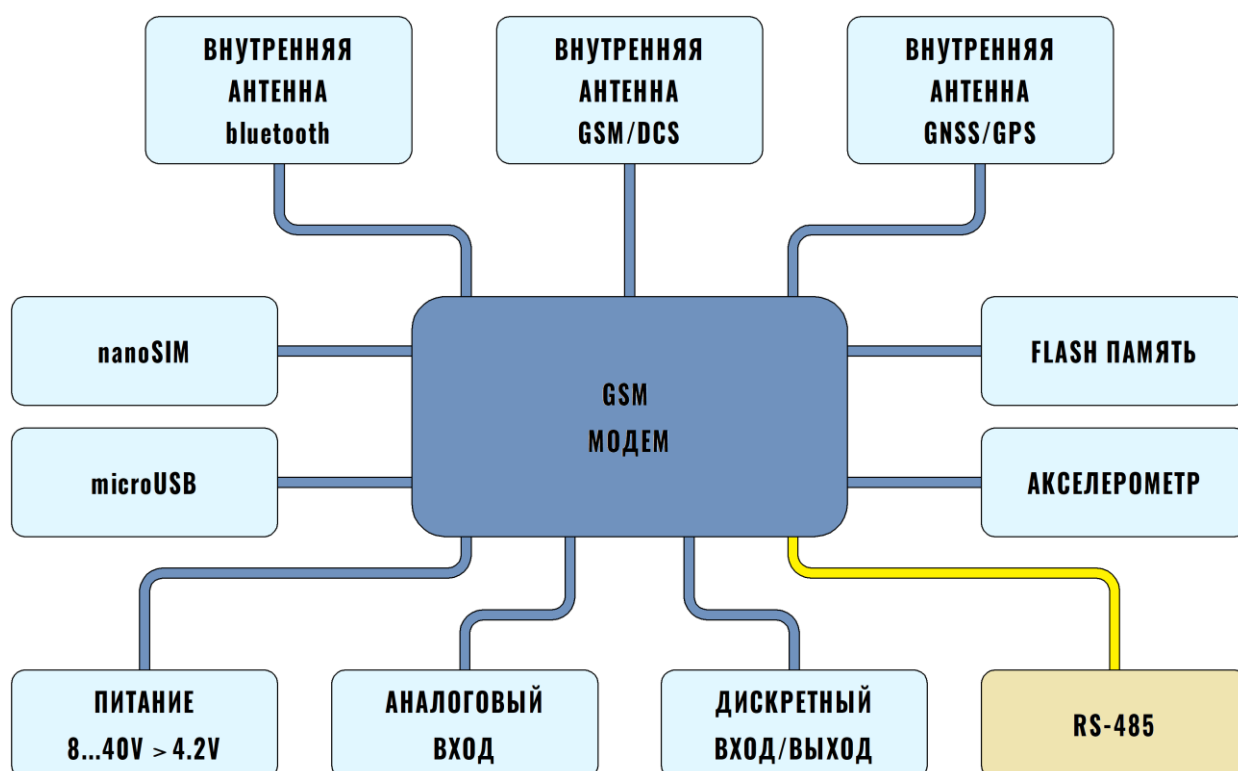 ВНУТРЕННЯЯ
АНТЕННА
bluetooth
ВНУТРЕННЯЯ
АНТЕННА
GSM/DCS
ВНУТРЕННЯЯ
АНТЕННА
GNSS/GPS
nanoSIM
GSM
МОДЕМ
FLASH ПАМЯТЬ
microUSB
АКСЕЛЕРОМЕТР
ПИТАНИЕ
8...40V > 4.2V
АНАЛОГОВЫЙ
ВХОД
ДИСКРЕТНЫЙ
ВХОД/ВЫХОД
RS-485